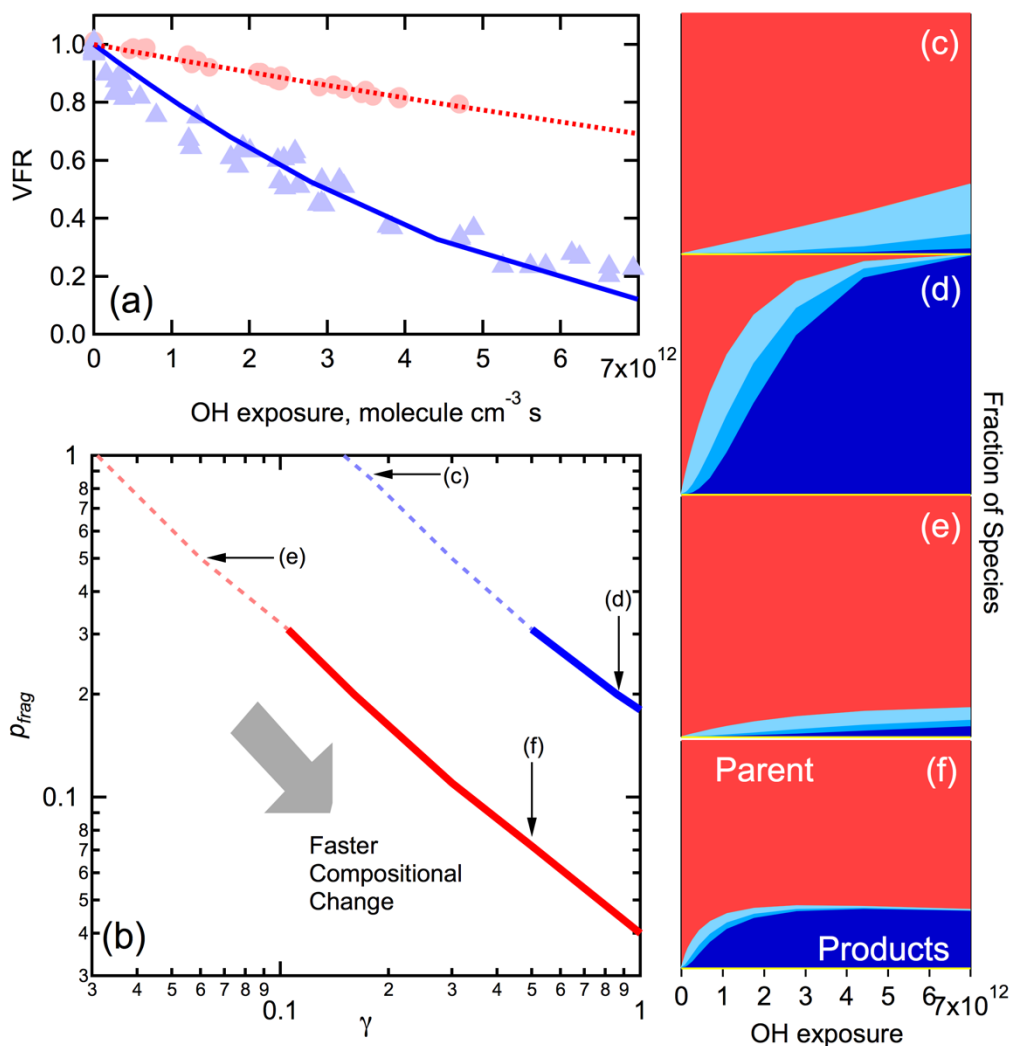 VFR
1.0
0.8
0.6
0.4
0.2
0.0
(a)
0
1
2
3
4
5
6
7x10¹²
OH exposure, molecule cm⁻³ s
p_frag
1
9
8
7
6
5
4
3
2
0.1
9
8
7
6
5
4
3
(c)
(e)
(d)
(f)
Faster
Compositional
Change
(b)
3
4
5
6
7
8
9
0.1
2
3
4
5
6
7
8
9
1
γ
(c)
(d)
(e)
Parent
(f)
Products
0
1
2
3
4
5
6
7x10¹²
OH exposure
Fraction of Species